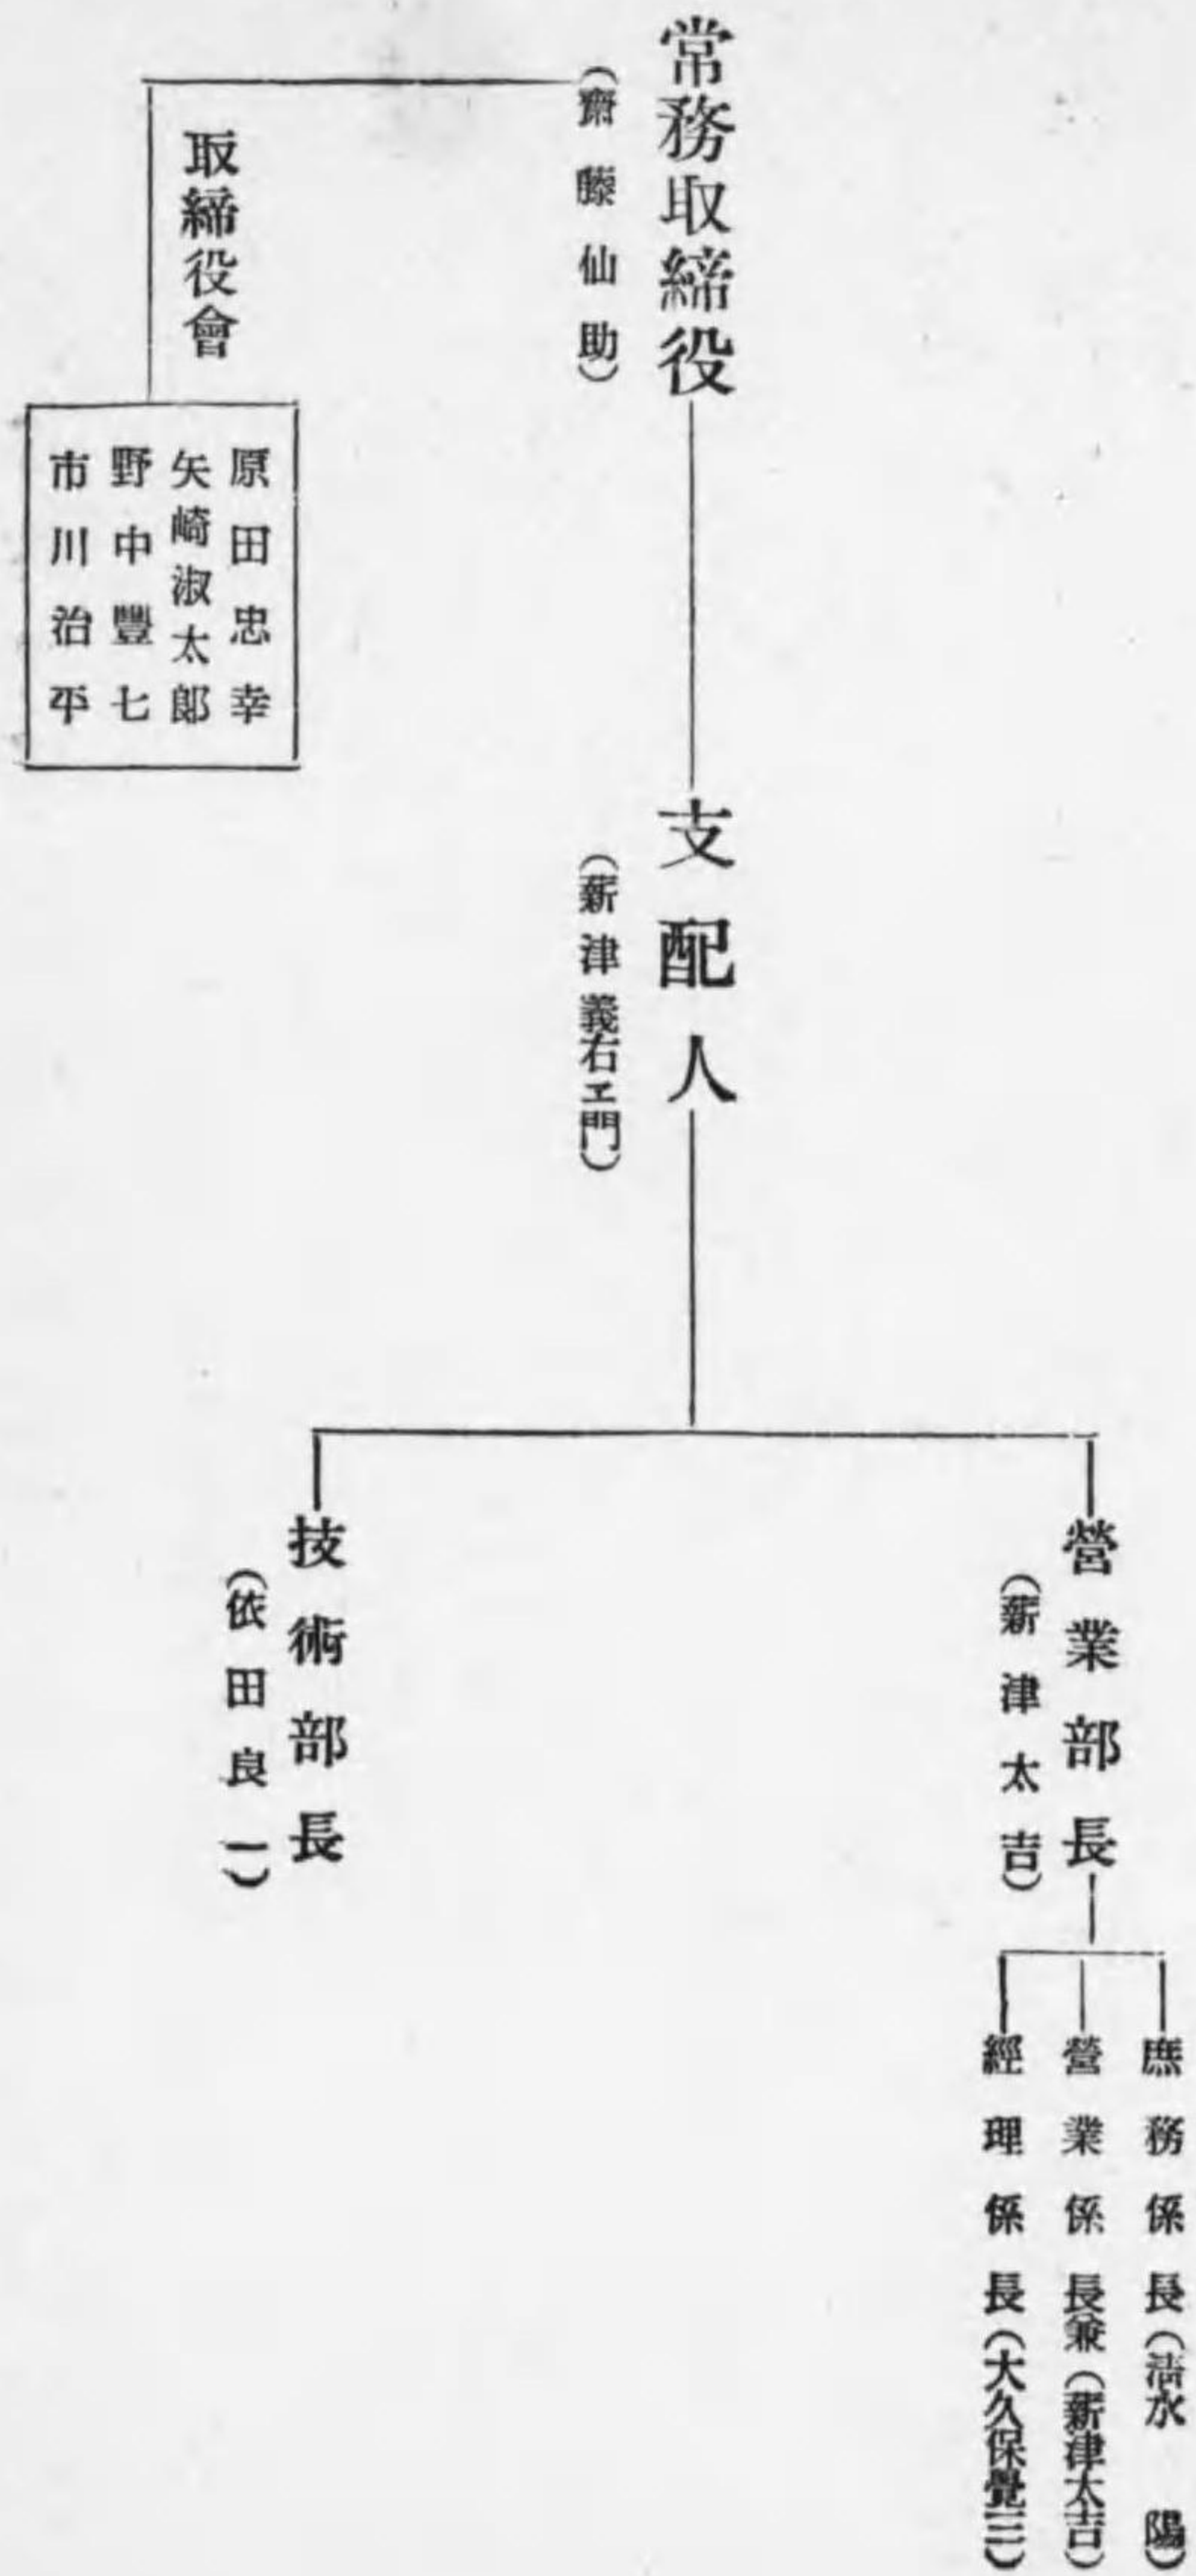 常務取締役
(齋藤仙助)
取締役會
原田忠幸
矢崎淑太郞
野中豐七
市川治平
支配人
(薪津義右エ門)
營業部長
(薪津太吉)
庶務係長(淸水陽)
營業係長兼(薪津太吉)
經理係長(大久保覺三)
技術部長
(依田良一)